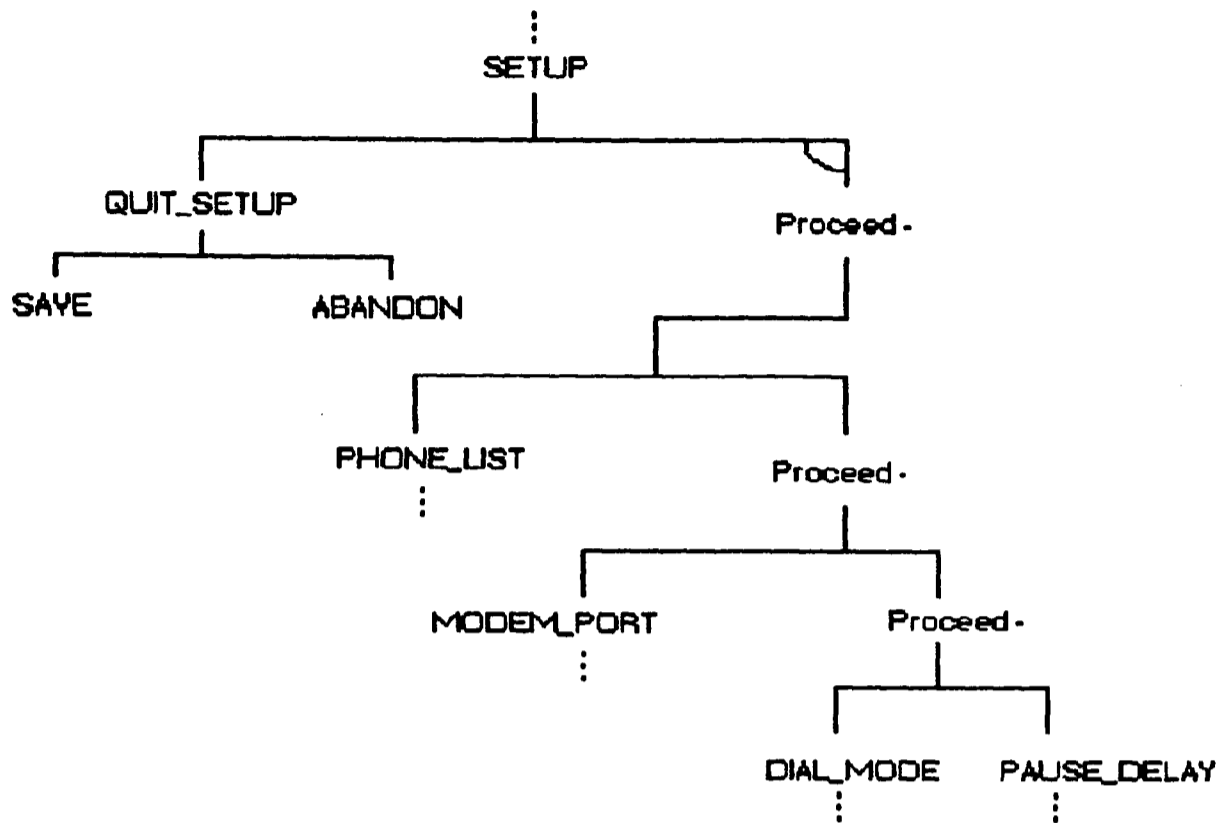 SETUP
QUIT_SETUP
Proceed-
SAVE ABANDON
PHONE_LIST
Proceed-
MODEM_PORT
Proceed-
DIAL_MODE PAUSE_DELAY